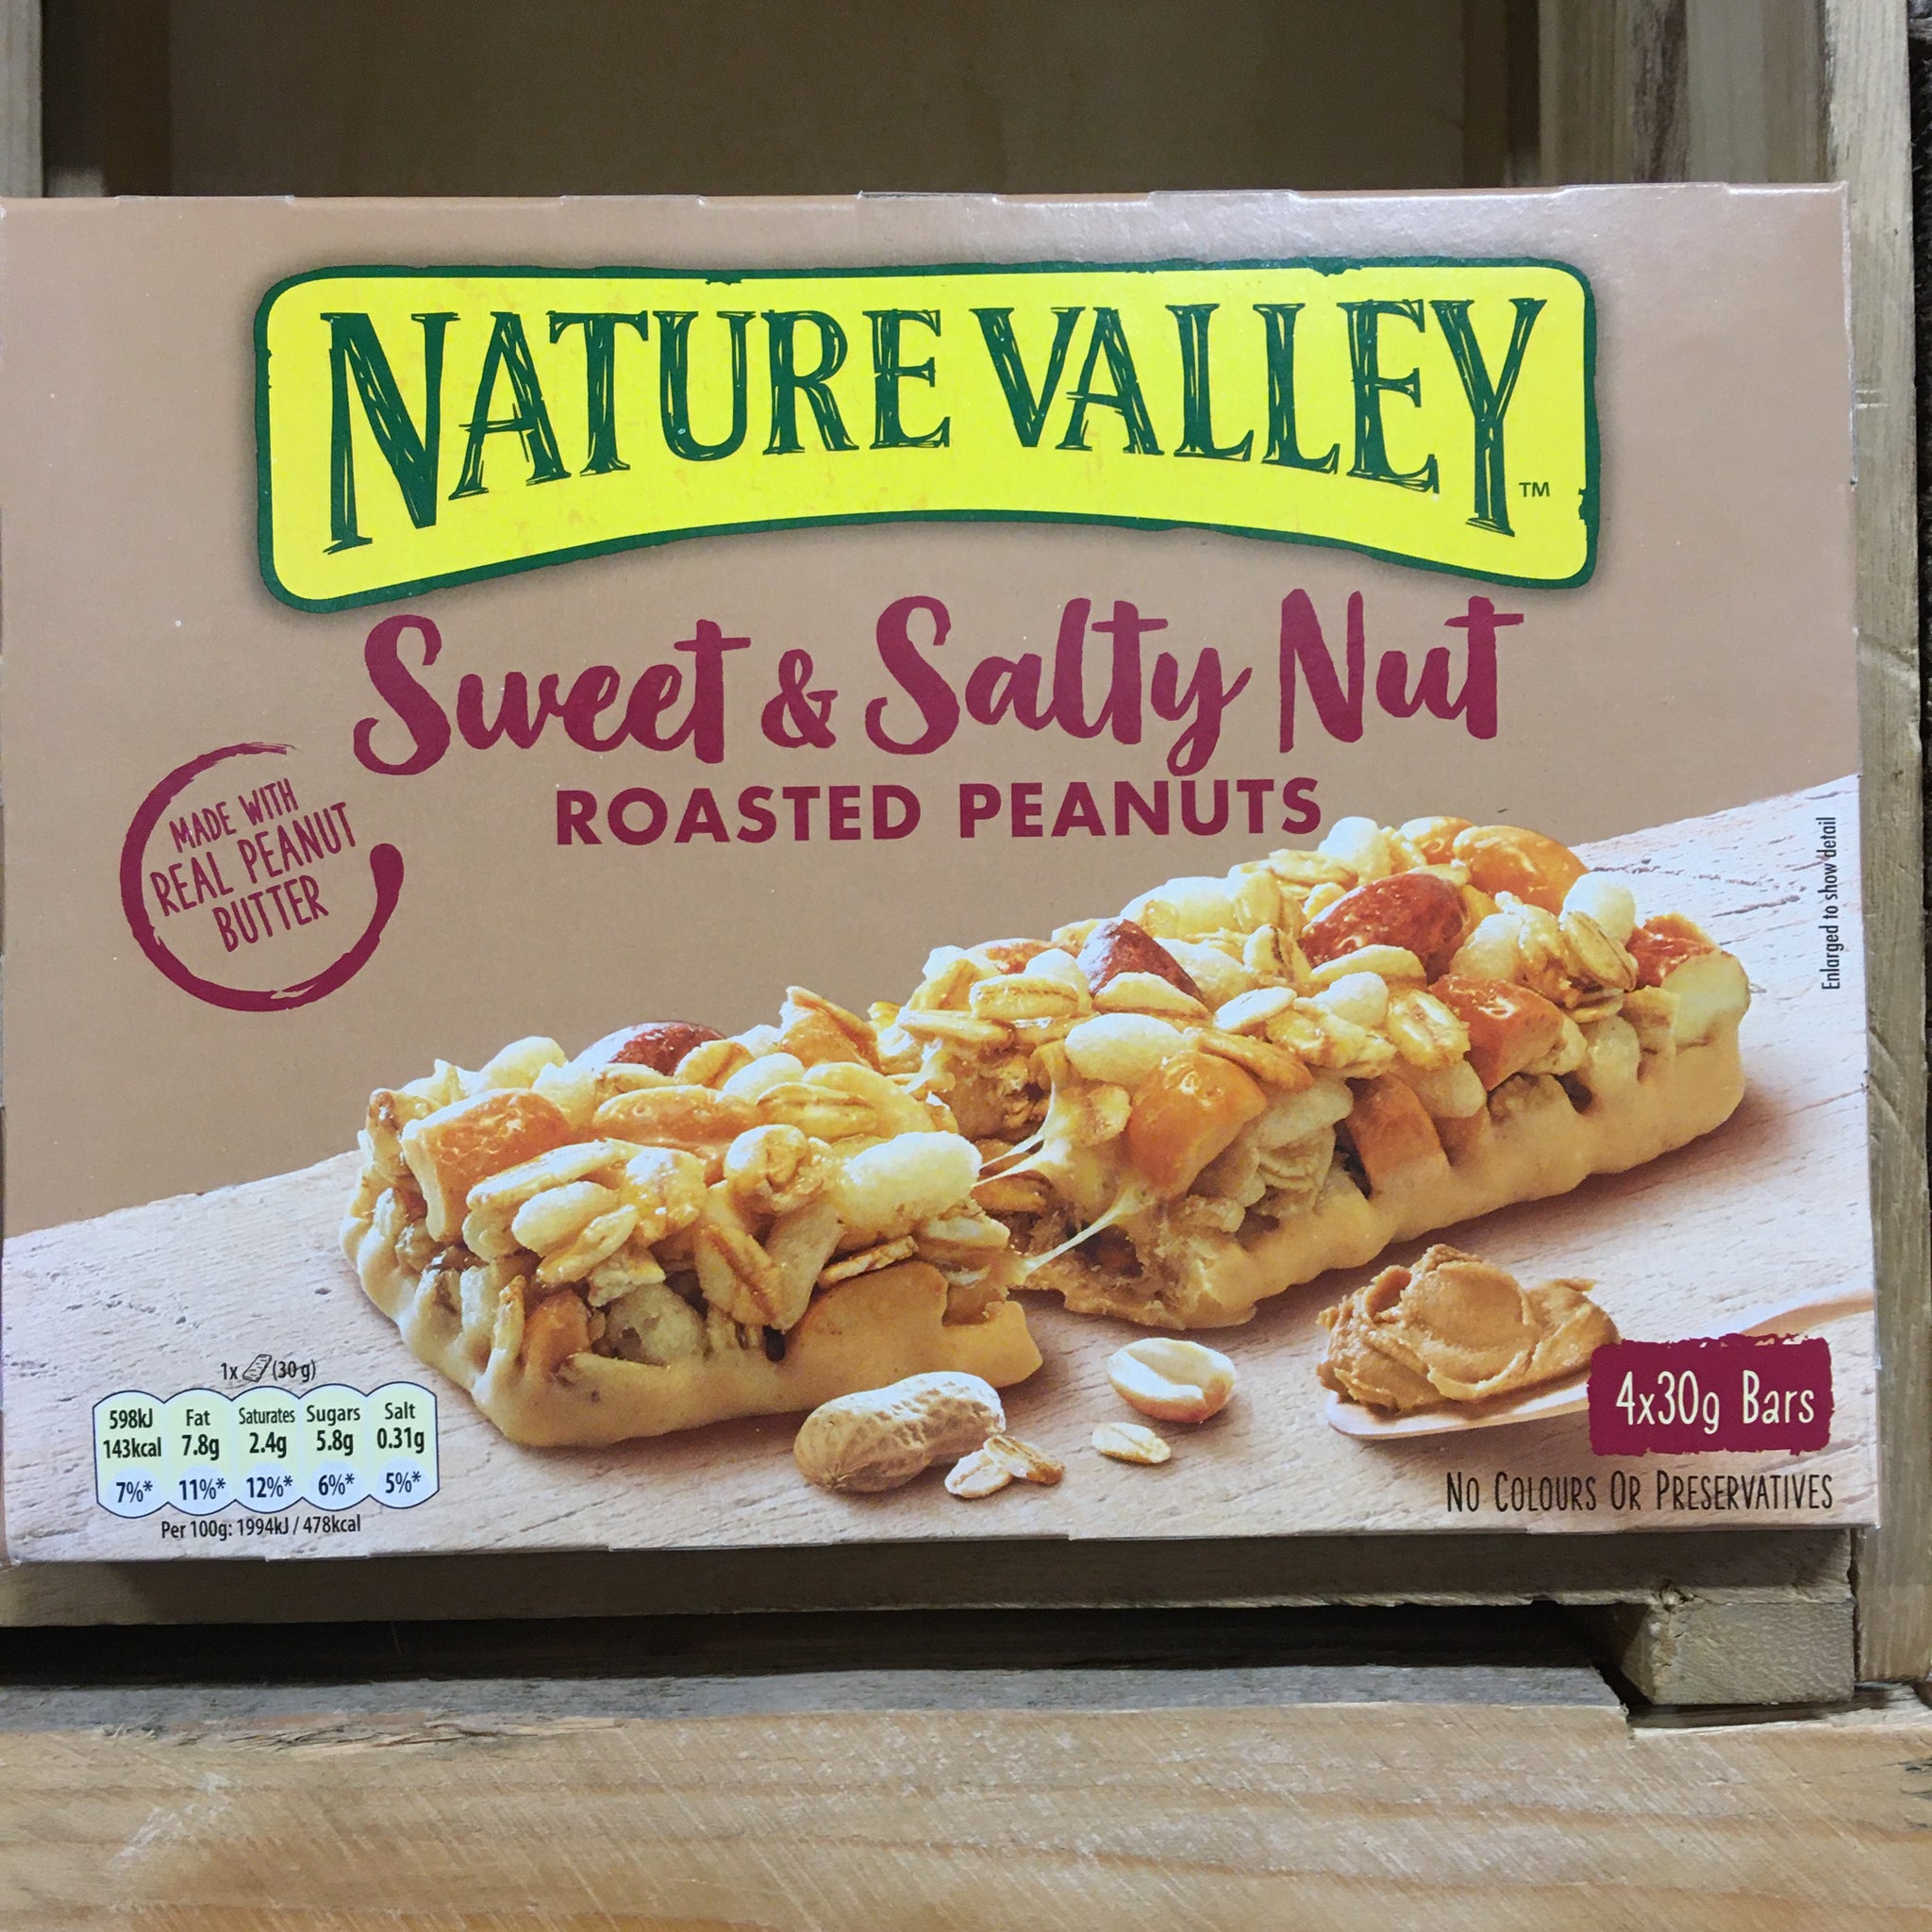 NATURE VALLEY
TM
Sweet & Salty Nut
ROASTED PEANUTS
MADE WITH
REAL PEANUT
BUTTER
Enlarged to show detail
1x (30 g)
598kJ Fat Saturates Sugars Salt
143kcal 7.8g 2.4g 5.8g 0.31g
7%* 11%* 12%* 6%* 5%*
Per 100g: 1994kJ / 478kcal
4x30g Bars
NO COLOURS OR PRESERVATIVES